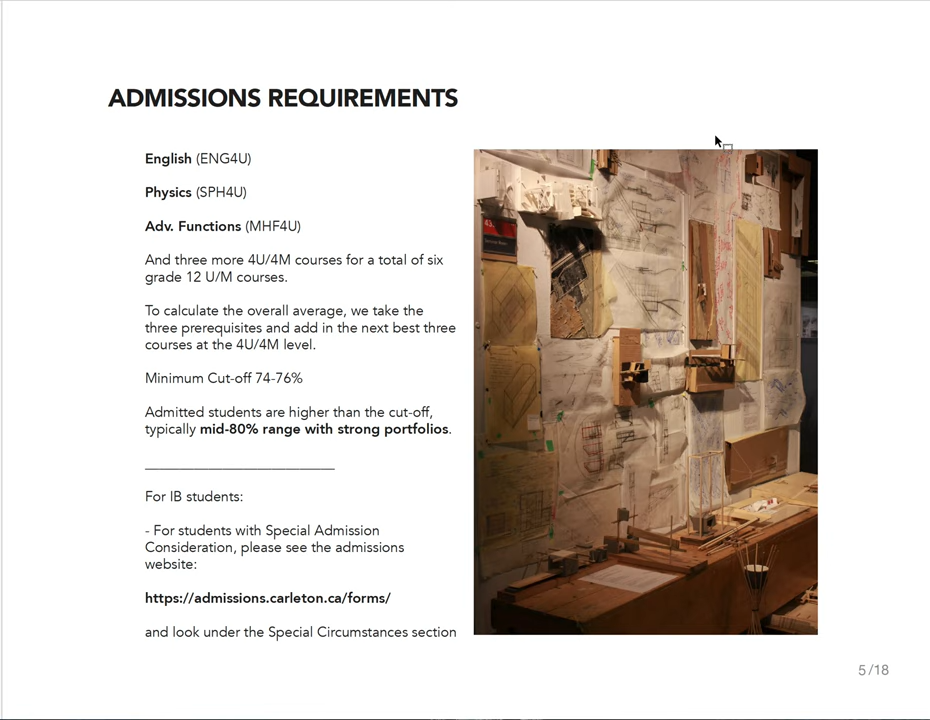 ADMISSIONS REQUIREMENTS
English (ENG4U)
Physics (SPH4U)
Adv. Functions (MHF4U)
And three more 4U/4M courses for a total of six
grade 12 U/M courses.
To calculate the overall average, we take the
three prerequisites and add in the next best three
courses at the 4U/4M level.
Minimum Cut-off 74-76%
Admitted students are higher than the cut-off,
typically mid-80% range with strong portfolios.
For IB students:
- For students with Special Admission
Consideration, please see the admissions
website:
https://admissions.carleton.ca/forms/
and look under the Special Circumstances section
5/18